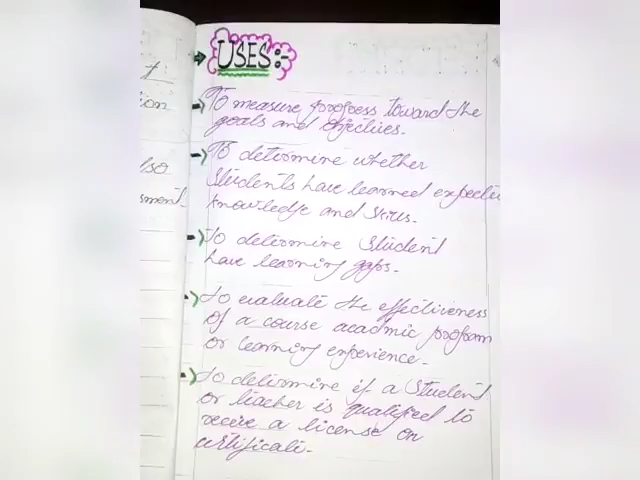 USES:-
To measure progress toward the
goals and objectives.
To determine whether
Students have learned expected
knowledge and skills.
To determine Student
have learning gaps.
To evaluate the effectiveness
of a course acadmic program
or learning experience.
To determine if a Student
or teacher is qualified to
recive a license or
certificate.